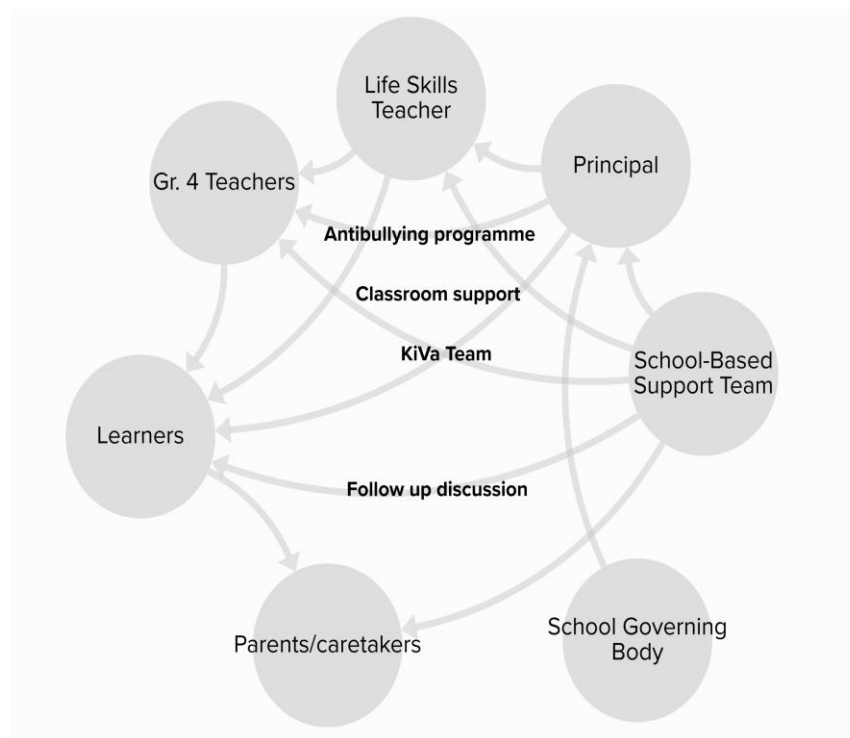 Life Skills
Teacher
Principal
Gr. 4 Teachers
Antibullying programme
Classroom support
KiVa Team
School-Based
Support Team
Learners
Follow up discussion
Parents/caretakers
School Governing
Body